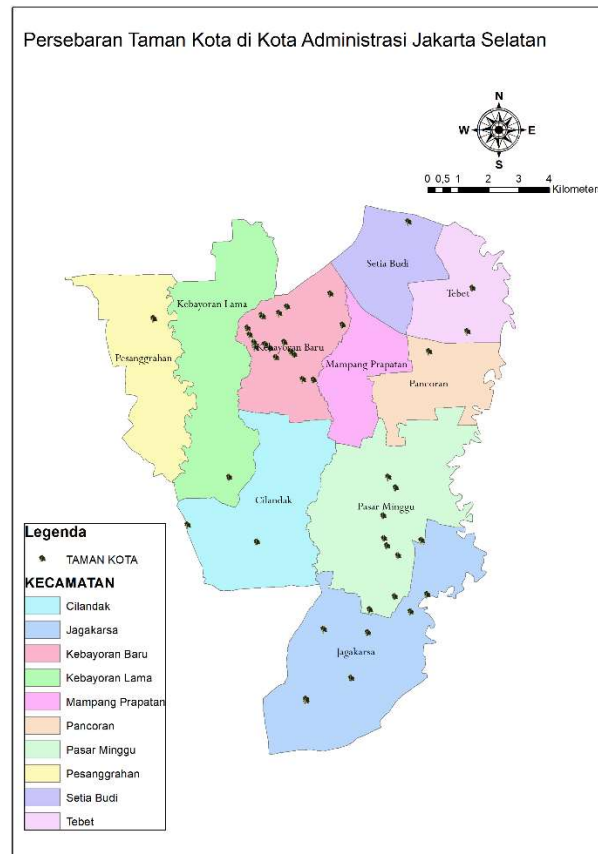 Persebaran Taman Kota di Kota Administrasi Jakarta Selatan
N
W E
S
0 0,5 1 2 3 4
Kilometers
Setia Budi
Kebayoran Lama
Tebet
Kebayoran Baru
Pesanggrahan
Mampang Prapatan
Pancoran
Cilandak
Pasar Minggu
Jagakarsa
Legenda
TAMAN KOTA
KECAMATAN
Cilandak
Jagakarsa
Kebayoran Baru
Kebayoran Lama
Mampang Prapatan
Pancoran
Pasar Minggu
Pesanggrahan
Setia Budi
Tebet